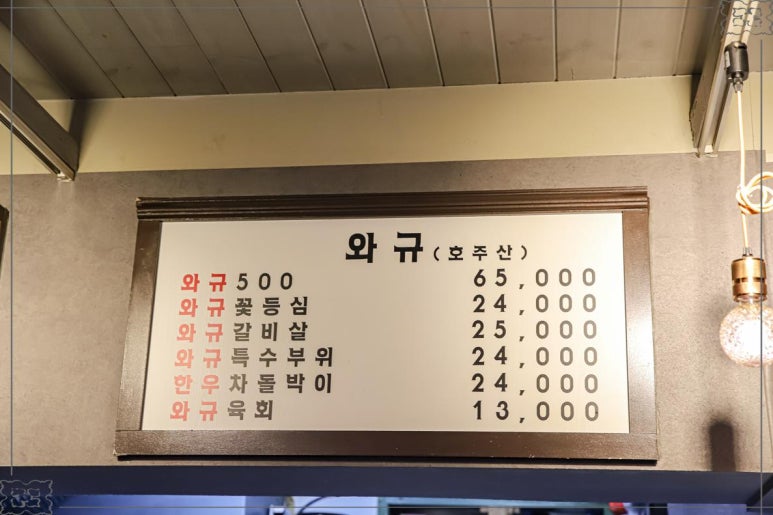 와규(호주산)
와규500 65,000
와규꽃등심 24,000
와규갈비살 25,000
와규특수부위 24,000
한우차돌박이 24,000
와규육회 13,000